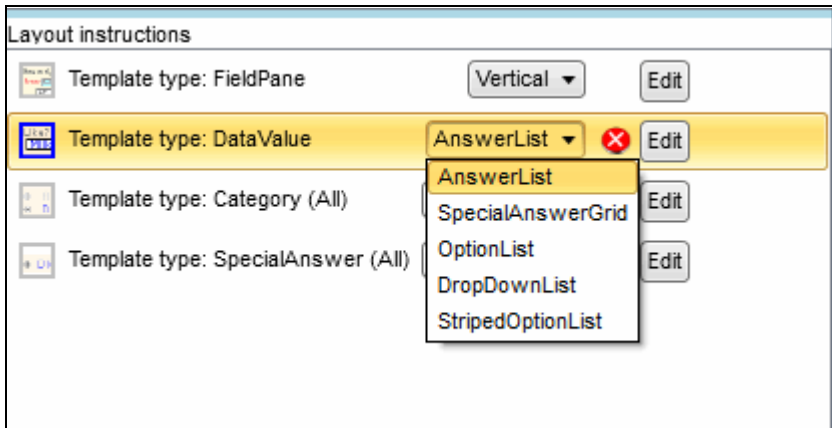 Layout instructions
Template type: FieldPane Vertical Edit
Template type: DataValue AnswerList Edit
AnswerList
Template type: Category (All) Edit
SpecialAnswerGrid
OptionList
Template type: SpecialAnswer (All) Edit
DropDownList
StripedOptionList